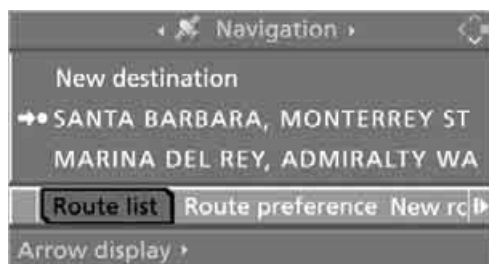 Navigation
New destination
SANTA BARBARA, MONTERREY ST
MARINA DEL REY, ADMIRALTY WA
Route list Route preference New ro
Arrow display